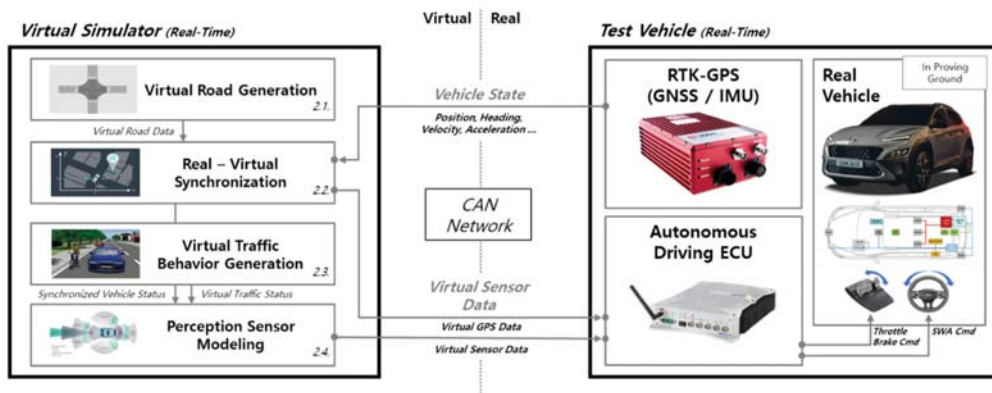 Virtual Simulator (Real-Time)
Virtual Road Generation
2.1.
Virtual Road Data
Real – Virtual
Synchronization
2.2.
Virtual Traffic
Behavior Generation
2.3.
Synchronized Vehicle Status
Virtual Traffic Status
Perception Sensor
Modeling
2.4.
Virtual
Real
Vehicle State
Position, Heading,
Velocity, Acceleration ...
CAN
Network
Virtual Sensor
Data
Virtual GPS Data
Virtual Sensor Data
Test Vehicle (Real-Time)
RTK-GPS
(GNSS / IMU)
Autonomous
Driving ECU
In Proving
Ground
Real
Vehicle
Throttle
Brake Cmd
SWA Cmd